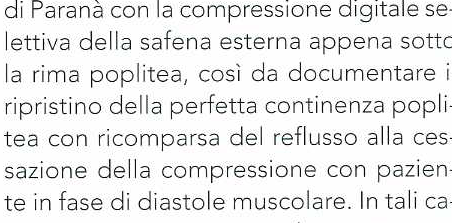 di Paranà con la compressione digitale se-
lettiva della safena esterna appena sotto
la rima poplitea, così da documentare i
ripristino della perfetta continenza popli-
tea con ricomparsa del reflusso alla ces-
sazione della compressione con pazien-
te in fase di diastole muscolare. In tali ca-